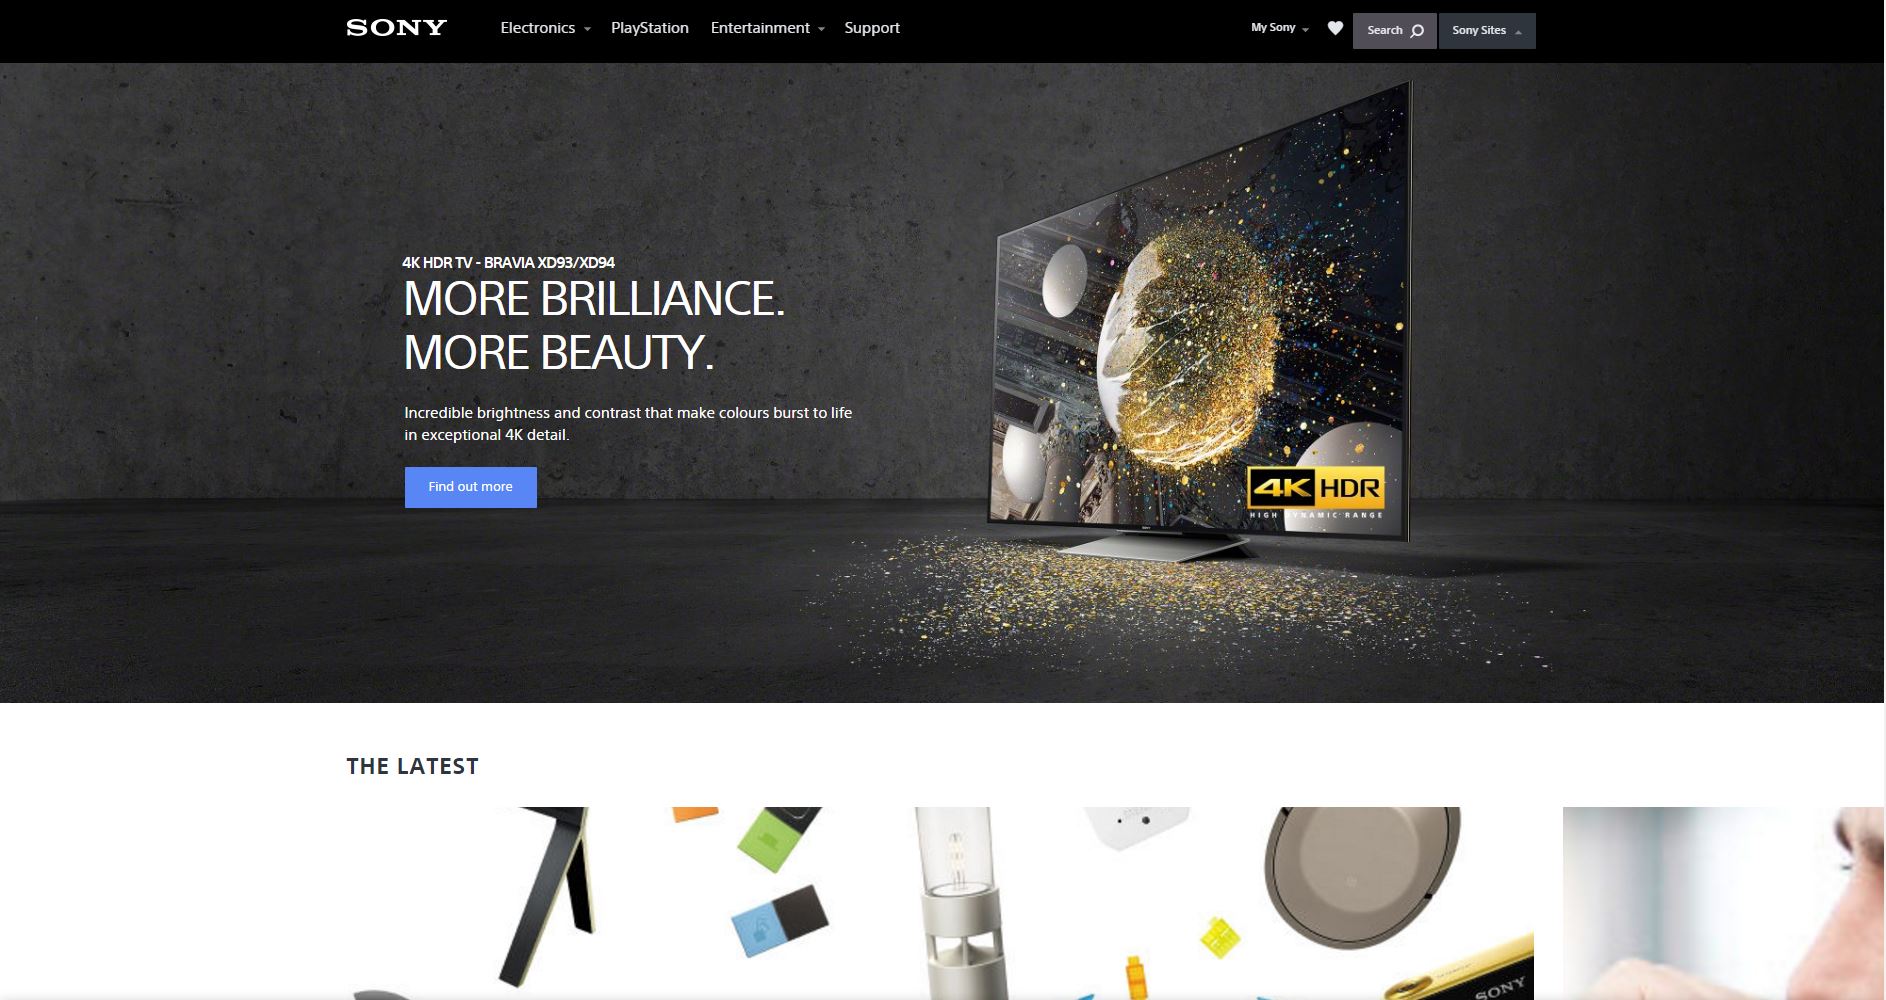 SONY
Electronics
PlayStation
Entertainment
Support
My Sony
Search
Sony Sites
4K HDR TV - BRAVIA XD93/XD94
MORE BRILLIANCE.
MORE BEAUTY.
Incredible brightness and contrast that make colours burst to life
in exceptional 4K detail.
Find out more
4K HDR
HIGH DYNAMIC RANGE
SONY
THE LATEST
SONY